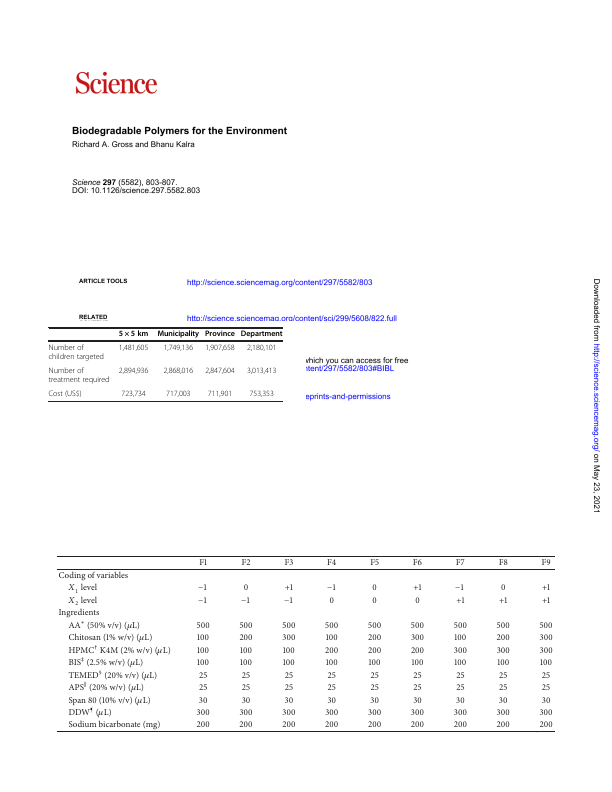 Science
Biodegradable Polymers for the Environment
Richard A. Gross and Bhanu Kalra
Science 297 (5582), 803-807.
DOI: 10.1126/science.297.5582.803
ARTICLE TOOLS http://science.sciencemag.org/content/297/5582/803
RELATED http://science.sciencemag.org/content/sci/299/5608/822.full
5 × 5 km Municipality Province Department
Number of children targeted 1,481,605 1,749,136 1,907,658 2,180,101
Number of treatment required 2,894,936 2,868,016 2,847,604 3,013,413
Cost (US$) 723,734 717,003 711,901 753,353
which you can access for free
tent/297/5582/803#BIBL
eprints-and-permissions
Downloaded from http://science.sciencemag.org/ on May 23, 2021
F1 F2 F3 F4 F5 F6 F7 F8 F9
Coding of variables
X1 level −1 0 +1 −1 0 +1 −1 0 +1
X2 level −1 −1 −1 0 0 0 +1 +1 +1
Ingredients
AA* (50% v/v) (μL) 500 500 500 500 500 500 500 500 500
Chitosan (1% w/v) (μL) 100 200 300 100 200 300 100 200 300
HPMC† K4M (2% w/v) (μL) 100 100 100 200 200 200 300 300 300
BIS‡ (2.5% w/v) (μL) 100 100 100 100 100 100 100 100 100
TEMED§ (20% v/v) (μL) 25 25 25 25 25 25 25 25 25
APS‖ (20% w/v) (μL) 25 25 25 25 25 25 25 25 25
Span 80 (10% v/v) (μL) 30 30 30 30 30 30 30 30 30
DDW¶ (μL) 300 300 300 300 300 300 300 300 300
Sodium bicarbonate (mg) 200 200 200 200 200 200 200 200 200